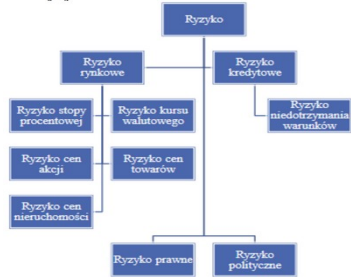 Ryzyko
Ryzyko
rynkowe
Ryzyko
kredytowe
Ryzyko stopy
procentowej
Ryzyko kursu
walutowego
Ryzyko
niedotrzymania
warunków
Ryzyko cen
akcji
Ryzyko cen
towarów
Ryzyko cen
nieruchomości
Ryzyko prawne
Ryzyko
polityczne